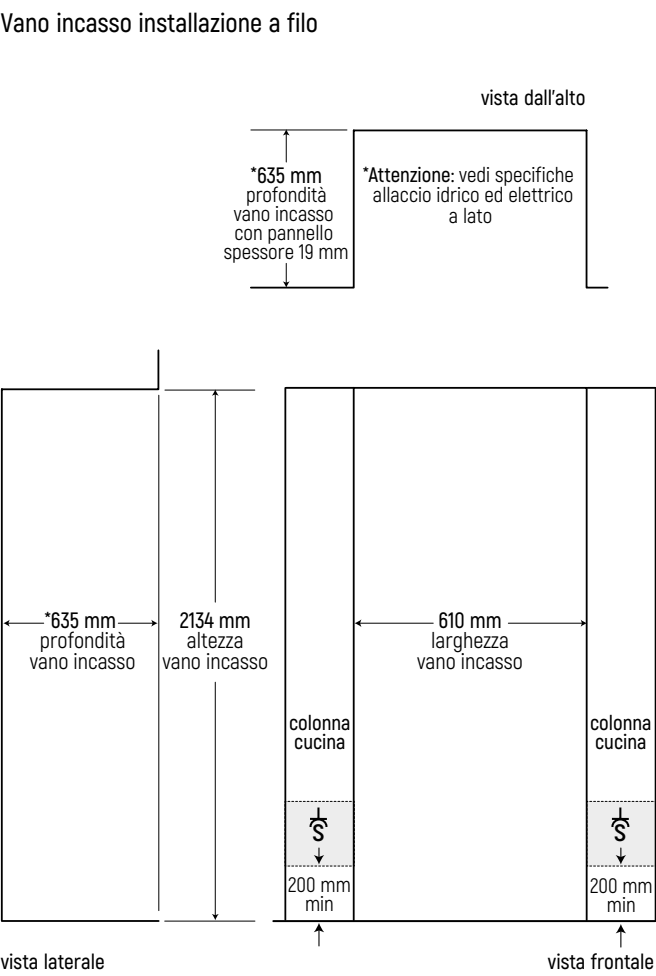 Vano incasso installazione a filo
vista dall'alto
*635 mm
profondità
vano incasso
con pannello
spessore 19 mm
*Attenzione: vedi specifiche
allaccio idrico ed elettrico
a lato
*635 mm
profondità
vano incasso
2134 mm
altezza
vano incasso
610 mm
larghezza
vano incasso
colonna
cucina
colonna
cucina
S
S
200 mm
min
200 mm
min
vista laterale
vista frontale